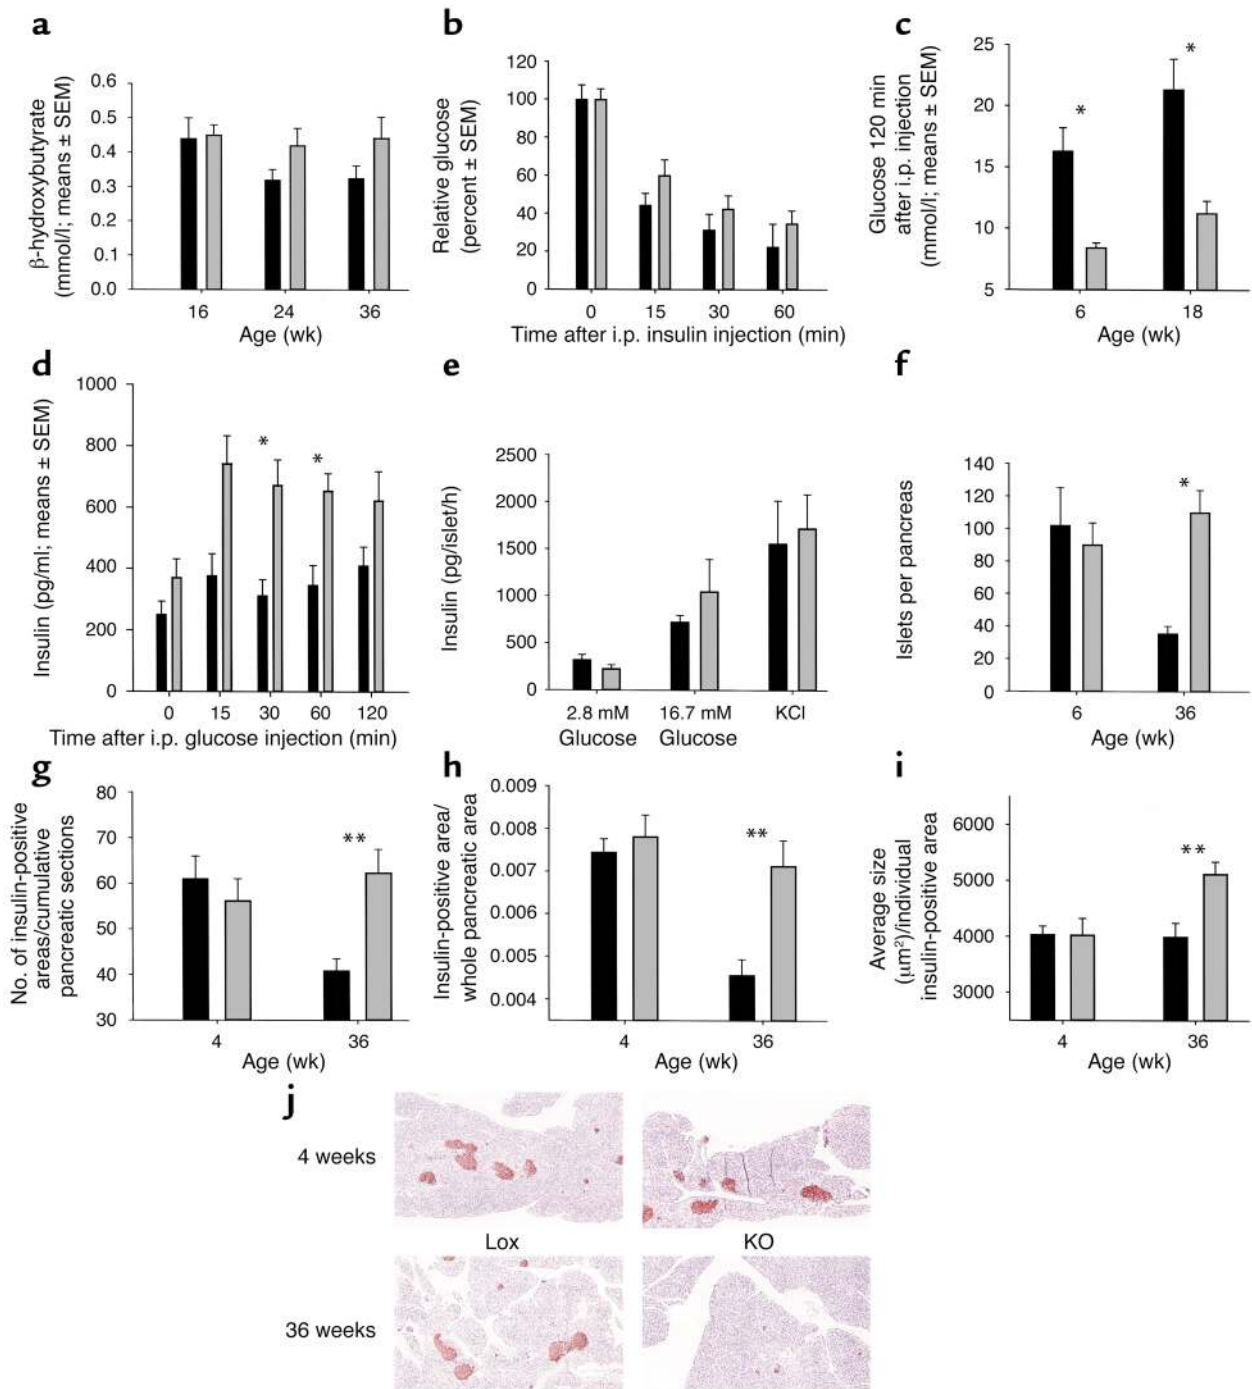 a
β-hydroxybutyrate
(mmol/l; means ± SEM)
0.6
0.5
0.4
0.3
0.2
0.1
0.0
16 24 36
Age (wk)
b
Relative glucose
(percent ± SEM)
120
100
80
60
40
20
0
0 15 30 60
Time after i.p. insulin injection (min)
c
Glucose 120 min
after i.p. injection
(mmol/l; means ± SEM)
25
20
15
10
5
* *
6 18
Age (wk)
d
Insulin (pg/ml; means ± SEM)
1000
800
600
400
200
0
* *
0 15 30 60 120
Time after i.p. glucose injection (min)
e
Insulin (pg/islet/h)
2500
2000
1500
1000
500
0
2.8 mM 16.7 mM KCl
Glucose Glucose
f
Islets per pancreas
140
120
100
80
60
40
20
0
*
6 36
Age (wk)
g
No. of insulin-positive
areas/cumulative
pancreatic sections
80
70
60
50
40
30
**
4 36
Age (wk)
h
Insulin-positive area/
whole pancreatic area
0.009
0.008
0.007
0.006
0.005
0.004
**
4 36
Age (wk)
i
Average size
(μm²)/individual
insulin-positive area
6000
5000
4000
3000
**
4 36
Age (wk)
j
4 weeks
Lox KO
36 weeks